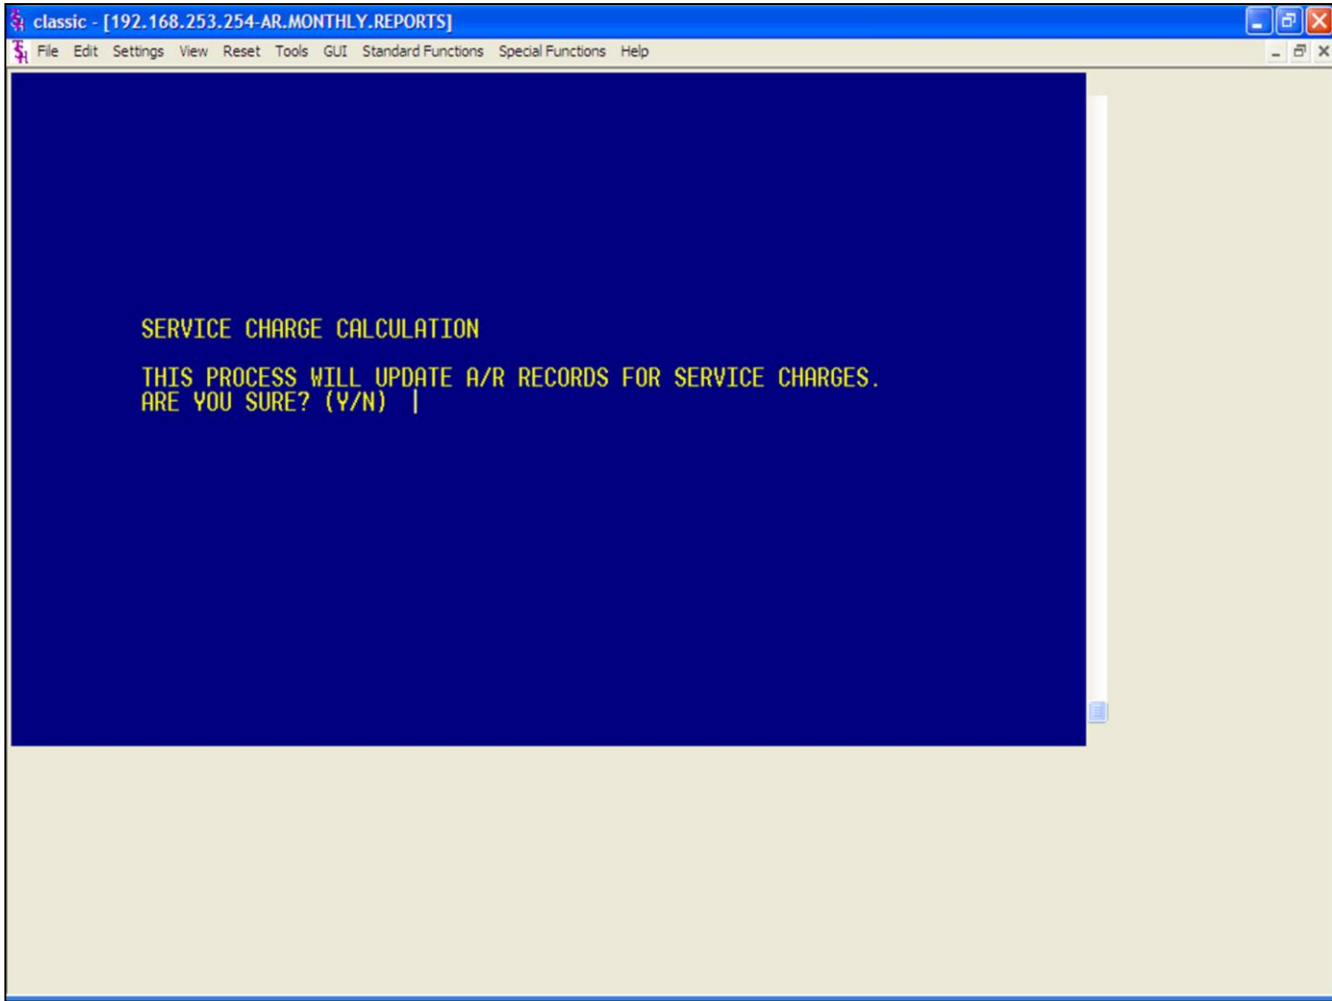 classic - [192.168.253.254-AR.MONTHLY.REPORTS]
File Edit Settings View Reset Tools GUI Standard Functions Special Functions Help
SERVICE CHARGE CALCULATION
THIS PROCESS WILL UPDATE A/R RECORDS FOR SERVICE CHARGES.
ARE YOU SURE? (Y/N)